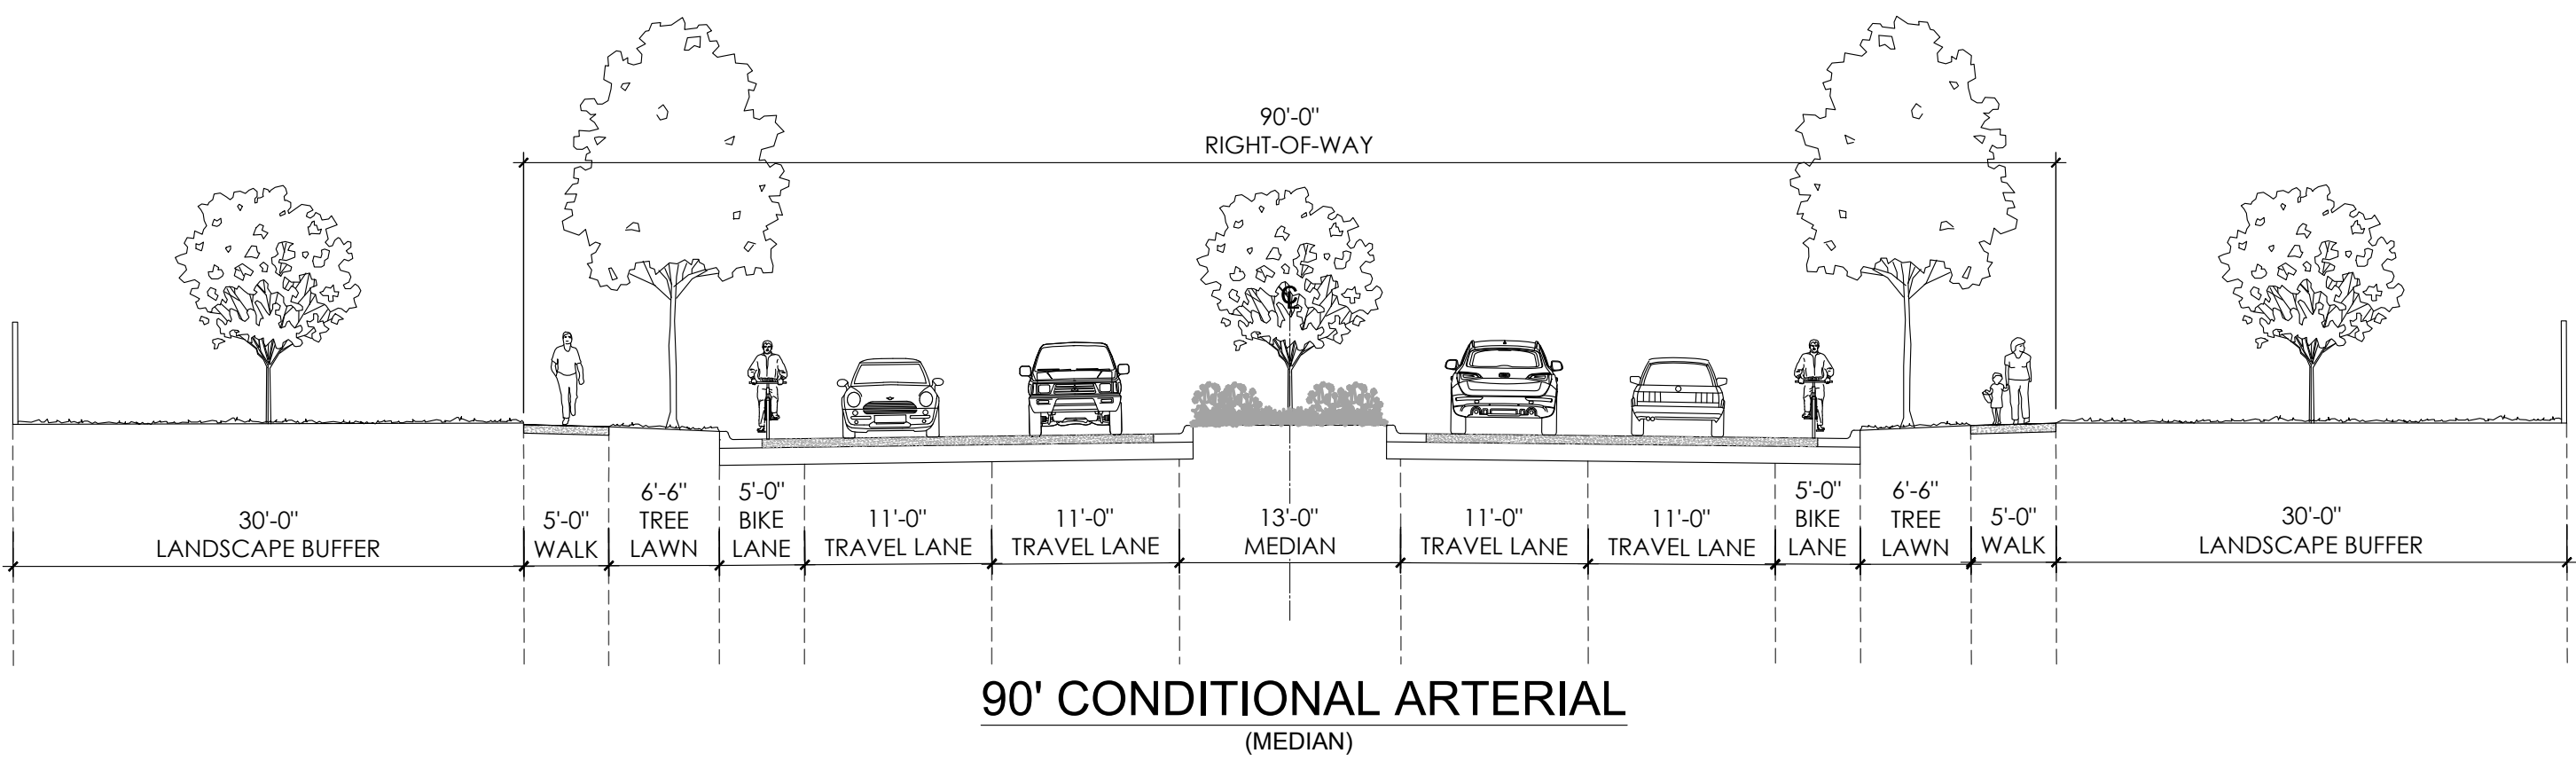 90'-0"
RIGHT-OF-WAY
℄
30'-0"
LANDSCAPE BUFFER
5'-0"
WALK
6'-6"
TREE
LAWN
5'-0"
BIKE
LANE
11'-0"
TRAVEL LANE
11'-0"
TRAVEL LANE
13'-0"
MEDIAN
11'-0"
TRAVEL LANE
11'-0"
TRAVEL LANE
5'-0"
BIKE
LANE
6'-6"
TREE
LAWN
5'-0"
WALK
30'-0"
LANDSCAPE BUFFER
90' CONDITIONAL ARTERIAL
(MEDIAN)